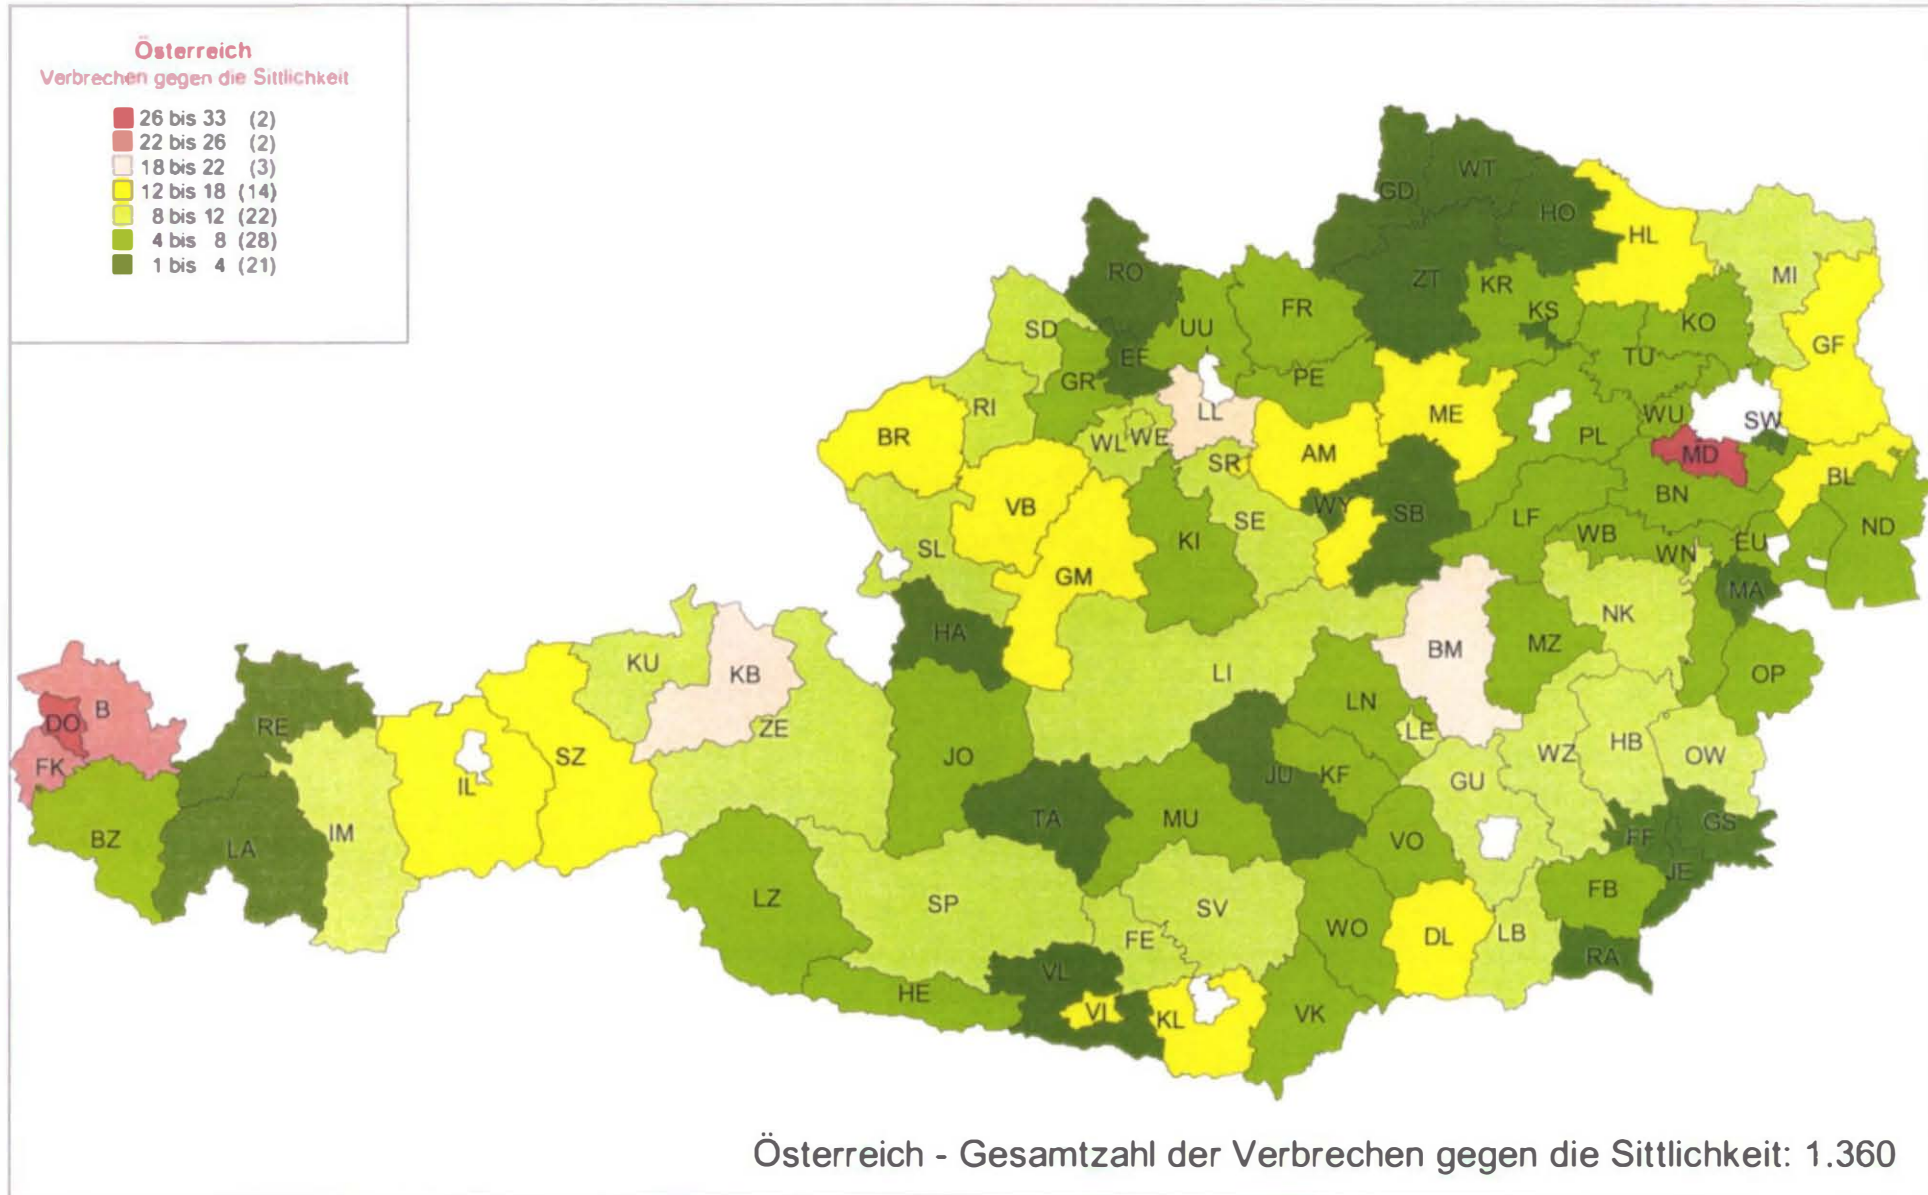 Österreich
Verbrechen gegen die Sittlichkeit
26 bis 33 (2)
22 bis 26 (2)
18 bis 22 (3)
12 bis 18 (14)
8 bis 12 (22)
4 bis 8 (28)
1 bis 4 (21)
WT
GD
HO
HL
RO
ZT
KR
KS
MI
SD
UU
FR
KO
GF
EF
TU
GR
PE
RI
LL
ME
WU
SW
BR
WL
WE
PL
MD
SR
AM
BL
BN
VB
WY
SB
LF
ND
SE
WB
SL
KI
WN
EU
GM
MA
HA
NK
KU
KB
LI
BM
MZ
OP
B
DO
RE
ZE
LN
LE
WZ
HB
OW
FK
SZ
JO
IL
JU
KF
GU
BZ
LA
IM
TA
MU
VO
FF
GS
JE
LZ
SP
SV
FB
FE
WO
DL
LB
VL
RA
HE
VI
KL
VK
Österreich - Gesamtzahl der Verbrechen gegen die Sittlichkeit: 1.360